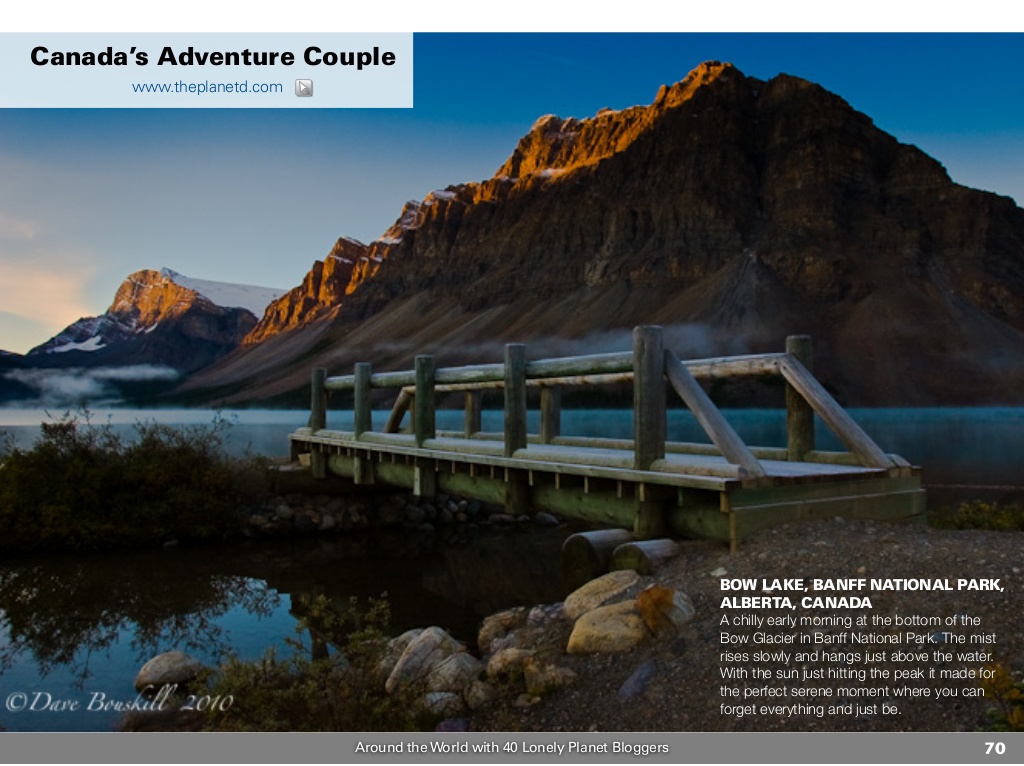 Canada's Adventure Couple
www.theplanetd.com
BOW LAKE, BANFF NATIONAL PARK,
ALBERTA, CANADA
A chilly early morning at the bottom of the
Bow Glacier in Banff National Park. The mist
rises slowly and hangs just above the water.
With the sun just hitting the peak it made for
the perfect serene moment where you can
forget everything and just be.
©Dave Bouskill 2010
Around the World with 40 Lonely Planet Bloggers
70